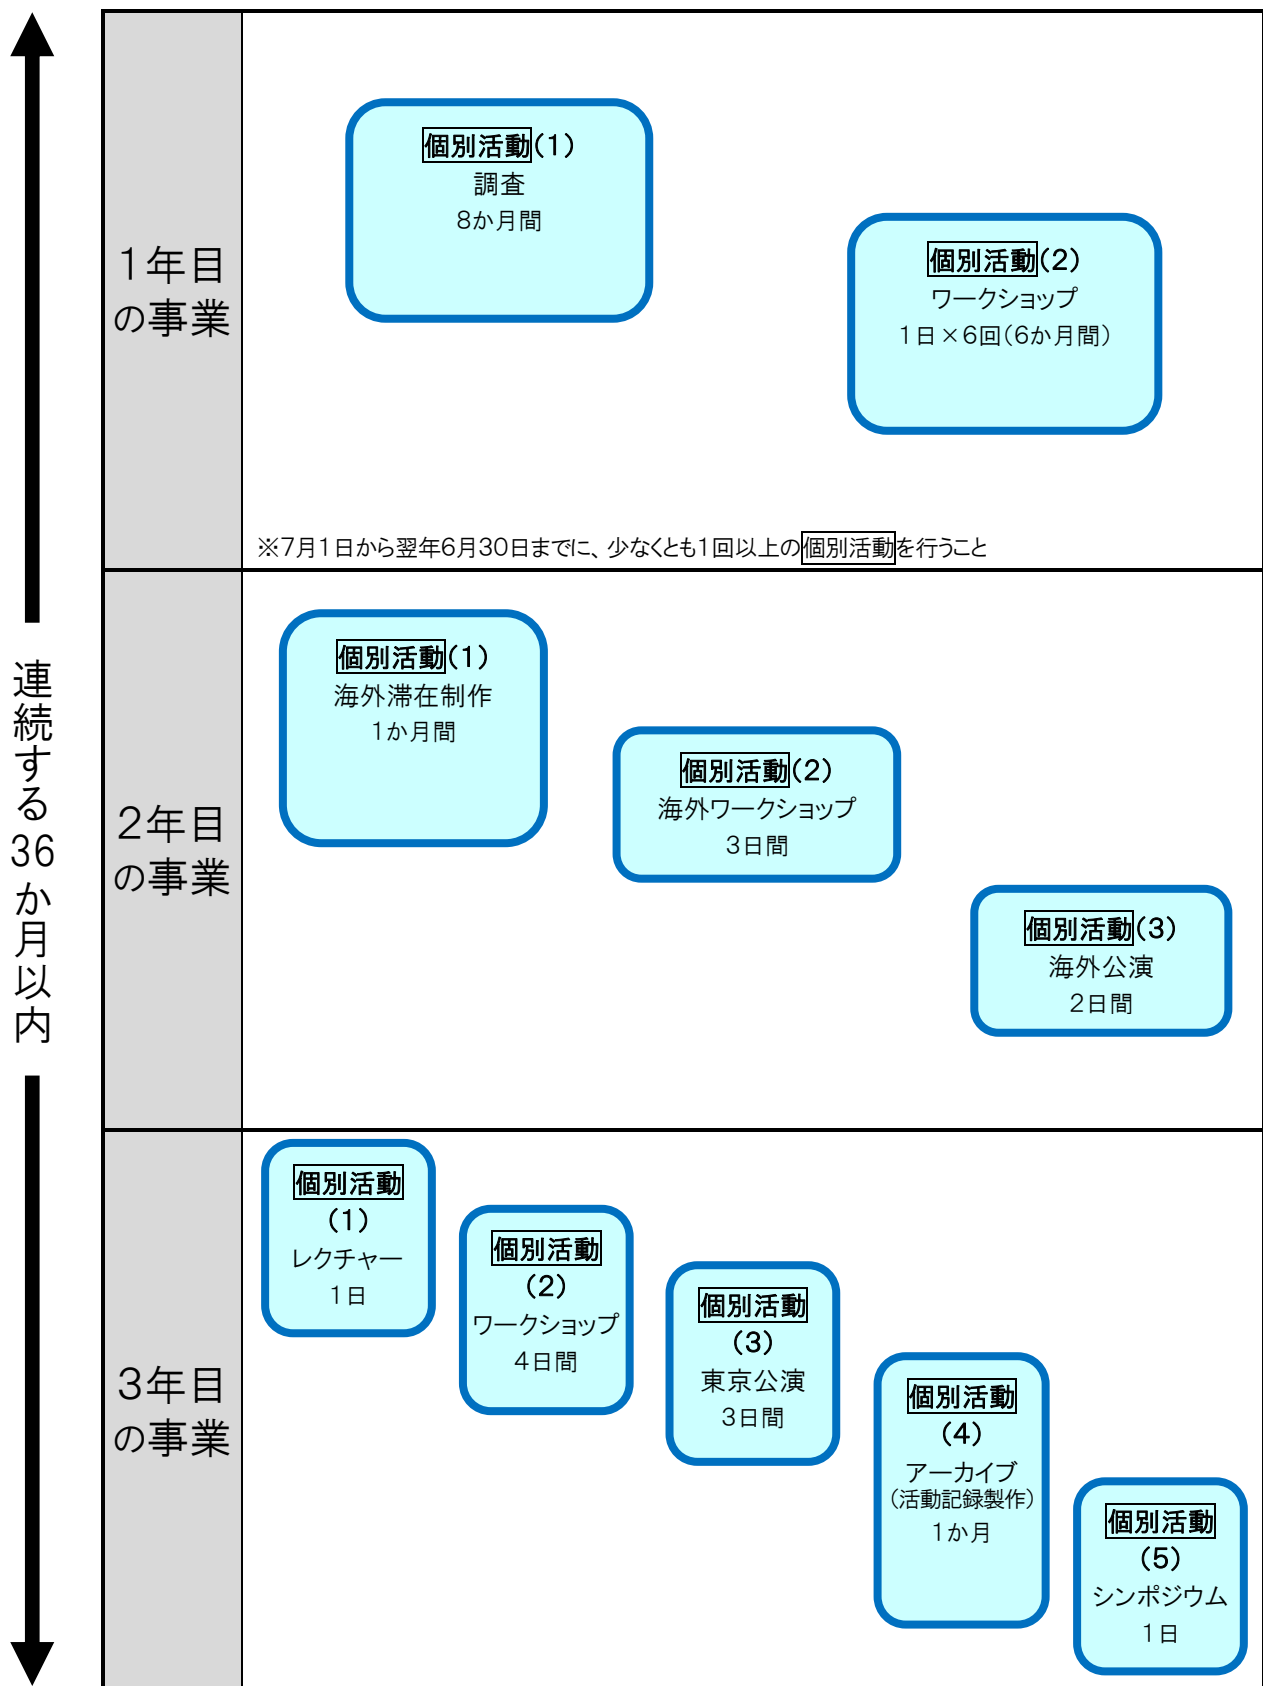 連続する36か月以内
1年目
の事業
個別活動(1)
調査
8か月間
個別活動(2)
ワークショップ
1日×6回(6か月間)
※7月1日から翌年6月30日までに、少なくとも1回以上の個別活動を行うこと
2年目
の事業
個別活動(1)
海外滞在制作
1か月間
個別活動(2)
海外ワークショップ
3日間
個別活動(3)
海外公演
2日間
3年目
の事業
個別活動
(1)
レクチャー
1日
個別活動
(2)
ワークショップ
4日間
個別活動
(3)
東京公演
3日間
個別活動
(4)
アーカイブ
(活動記録製作)
1か月
個別活動
(5)
シンポジウム
1日